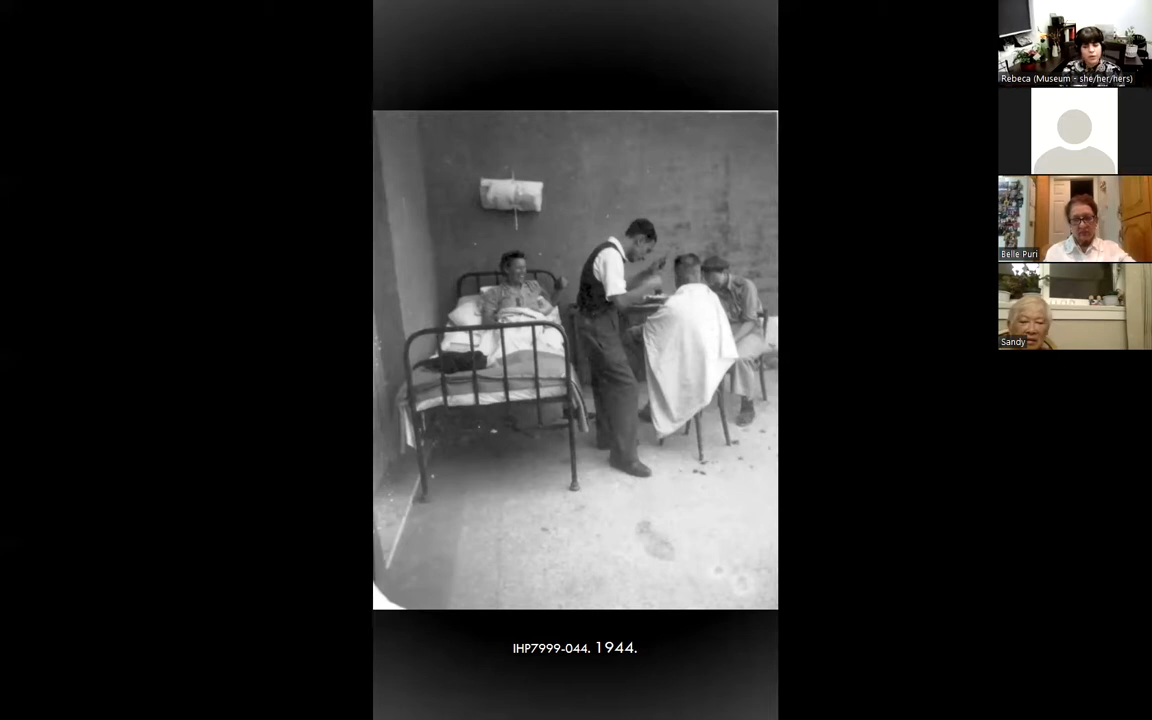 Rebeca (Museum - she/her/hers)
Belle Puri
Sandy
IHP7999-044. 1944.